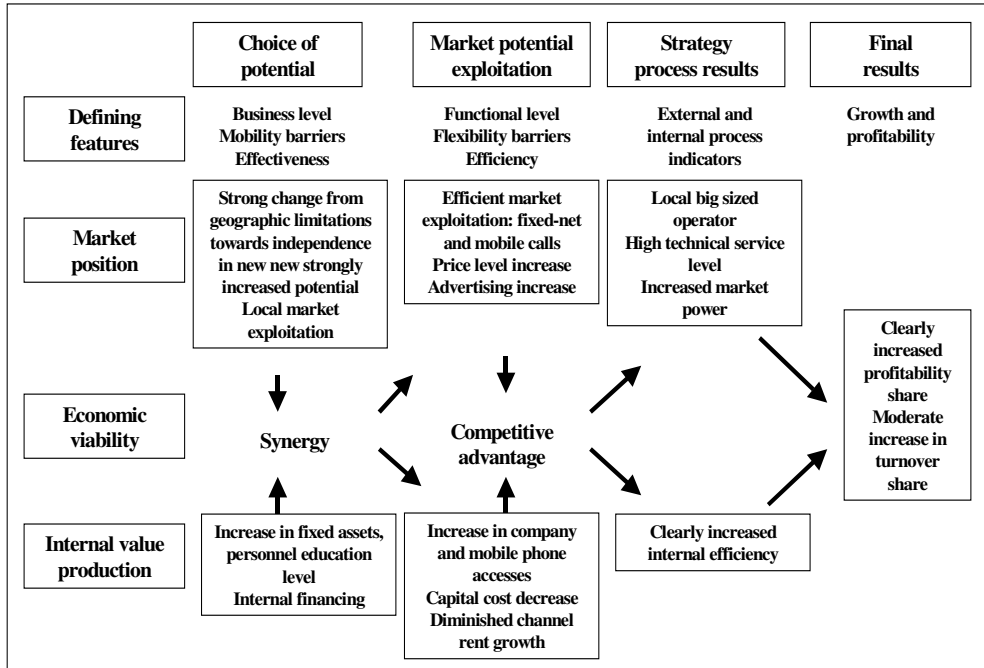 Choice of
potential
Market potential
exploitation
Strategy
process results
Final
results
Defining
features
Business level
Mobility barriers
Effectiveness
Functional level
Flexibility barriers
Efficiency
External and
internal process
indicators
Growth and
profitability
Market
position
Strong change from
geographic limitations
towards independence
in new new strongly
increased potential
Local market
exploitation
Efficient market
exploitation: fixed-net
and mobile calls
Price level increase
Advertising increase
Local big sized
operator
High technical service
level
Increased market
power
Economic
viability
Synergy
Competitive
advantage
Clearly
increased
profitability
share
Moderate
increase in
turnover
share
Internal value
production
Increase in fixed assets,
personnel education
level
Internal financing
Increase in company
and mobile phone
accesses
Capital cost decrease
Diminished channel
rent growth
Clearly increased
internal efficiency